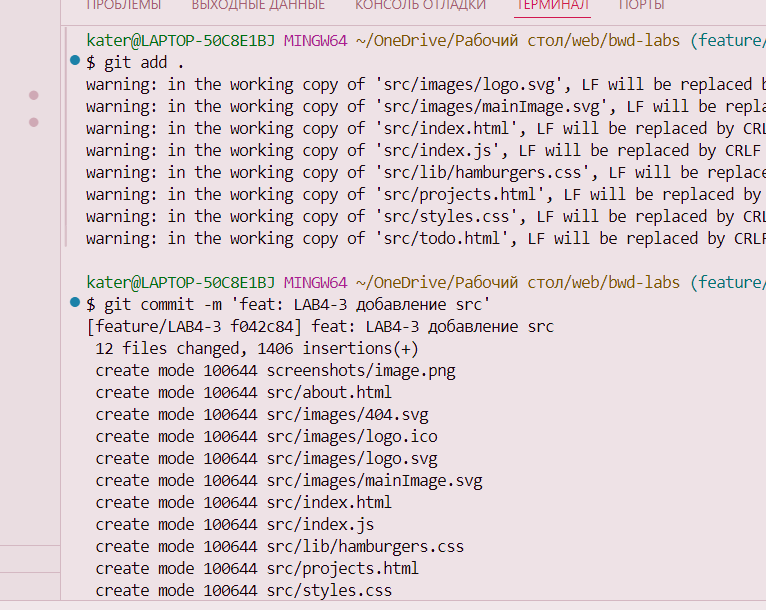 ПРОБЛЕМЫ ВЫХОДНЫЕ ДАННЫЕ КОНСОЛЬ ОТЛАДКИ ТЕРМИНАЛ ПОРТЫ
kater@LAPTOP-50C8E1BJ MINGW64 ~/OneDrive/Рабочий стол/web/bwd-labs (feature/
$ git add .
warning: in the working copy of 'src/images/logo.svg', LF will be replaced b
warning: in the working copy of 'src/images/mainImage.svg', LF will be repla
warning: in the working copy of 'src/index.html', LF will be replaced by CRL
warning: in the working copy of 'src/index.js', LF will be replaced by CRLF
warning: in the working copy of 'src/lib/hamburgers.css', LF will be replace
warning: in the working copy of 'src/projects.html', LF will be replaced by
warning: in the working copy of 'src/styles.css', LF will be replaced by CRL
warning: in the working copy of 'src/todo.html', LF will be replaced by CRLF
kater@LAPTOP-50C8E1BJ MINGW64 ~/OneDrive/Рабочий стол/web/bwd-labs (feature/
$ git commit -m 'feat: LAB4-3 добавление src'
[feature/LAB4-3 f042c84] feat: LAB4-3 добавление src
12 files changed, 1406 insertions(+)
create mode 100644 screenshots/image.png
create mode 100644 src/about.html
create mode 100644 src/images/404.svg
create mode 100644 src/images/logo.ico
create mode 100644 src/images/logo.svg
create mode 100644 src/images/mainImage.svg
create mode 100644 src/index.html
create mode 100644 src/index.js
create mode 100644 src/lib/hamburgers.css
create mode 100644 src/projects.html
create mode 100644 src/styles.css